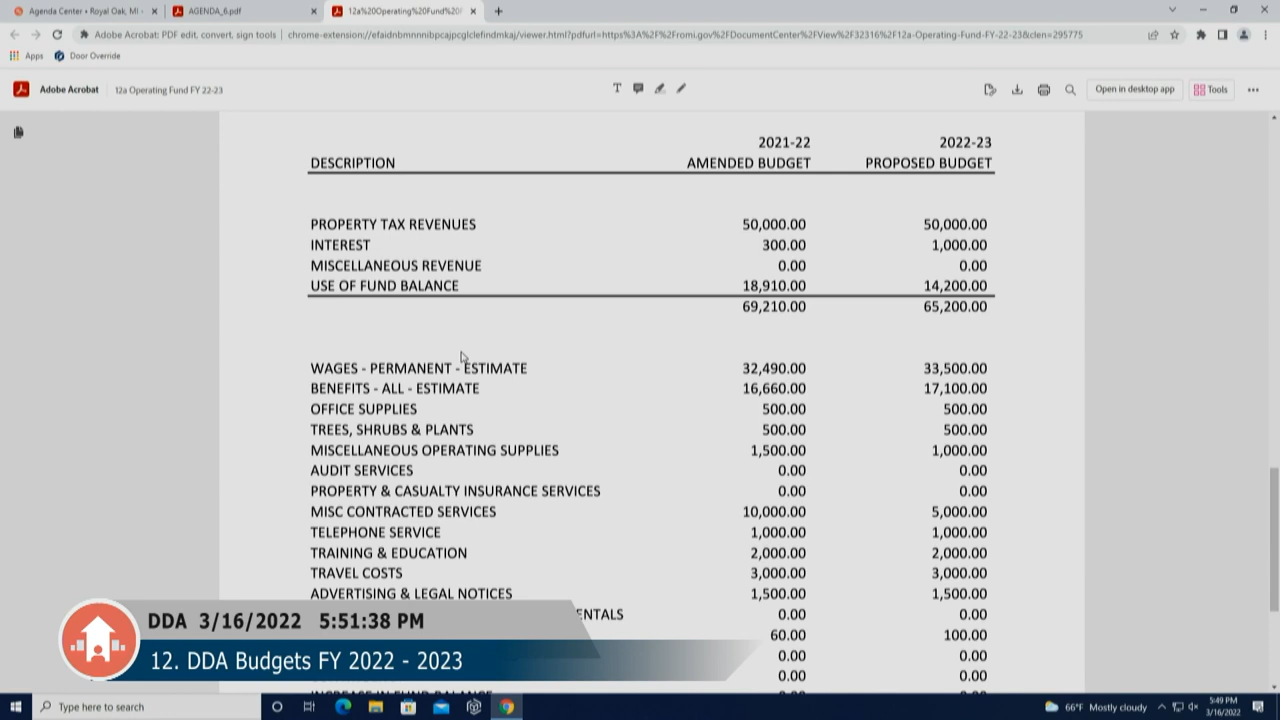 Agenda Center • Royal Oak, MI -
AGENDA_6.pdf
12a%20Operating%20Fund%20F
Adobe Acrobat: PDF edit, convert, sign tools | chrome-extension://efaidnbmnnnibpcajpcglclefindmkaj/viewer.html?pdfurl=https%3A%2F%2Fromi.gov%2FDocumentCenter%2FView%2F32316%2F12a-Operating-Fund-FY-22-23&clen=295775
Apps Door Override
Adobe Acrobat 12a Operating Fund FY 22-23 Open in desktop app Tools
2021-22 2022-23
DESCRIPTION AMENDED BUDGET PROPOSED BUDGET
PROPERTY TAX REVENUES 50,000.00 50,000.00
INTEREST 300.00 1,000.00
MISCELLANEOUS REVENUE 0.00 0.00
USE OF FUND BALANCE 18,910.00 14,200.00
69,210.00 65,200.00
WAGES - PERMANENT - ESTIMATE 32,490.00 33,500.00
BENEFITS - ALL - ESTIMATE 16,660.00 17,100.00
OFFICE SUPPLIES 500.00 500.00
TREES, SHRUBS & PLANTS 500.00 500.00
MISCELLANEOUS OPERATING SUPPLIES 1,500.00 1,000.00
AUDIT SERVICES 0.00 0.00
PROPERTY & CASUALTY INSURANCE SERVICES 0.00 0.00
MISC CONTRACTED SERVICES 10,000.00 5,000.00
TELEPHONE SERVICE 1,000.00 1,000.00
TRAINING & EDUCATION 2,000.00 2,000.00
TRAVEL COSTS 3,000.00 3,000.00
ADVERTISING & LEGAL NOTICES 1,500.00 1,500.00
ENTALS 0.00 0.00
60.00 100.00
0.00 0.00
0.00 0.00
DDA 3/16/2022 5:51:38 PM
12. DDA Budgets FY 2022 - 2023
Type here to search
66°F Mostly cloudy
5:49 PM
3/16/2022